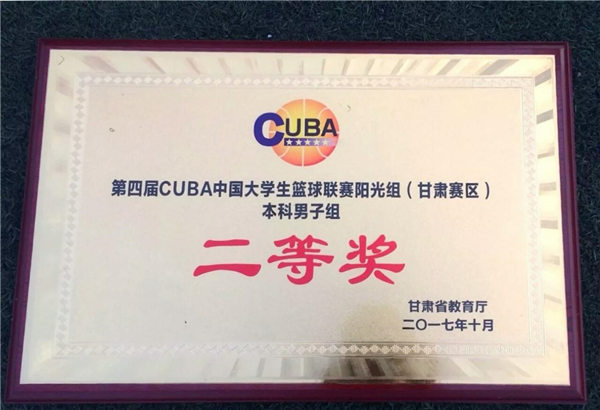 CUBA
第四届CUBA中国大学生篮球联赛阳光组（甘肃赛区）
本科男子组
二等奖
甘肃省教育厅
二〇一七年十月